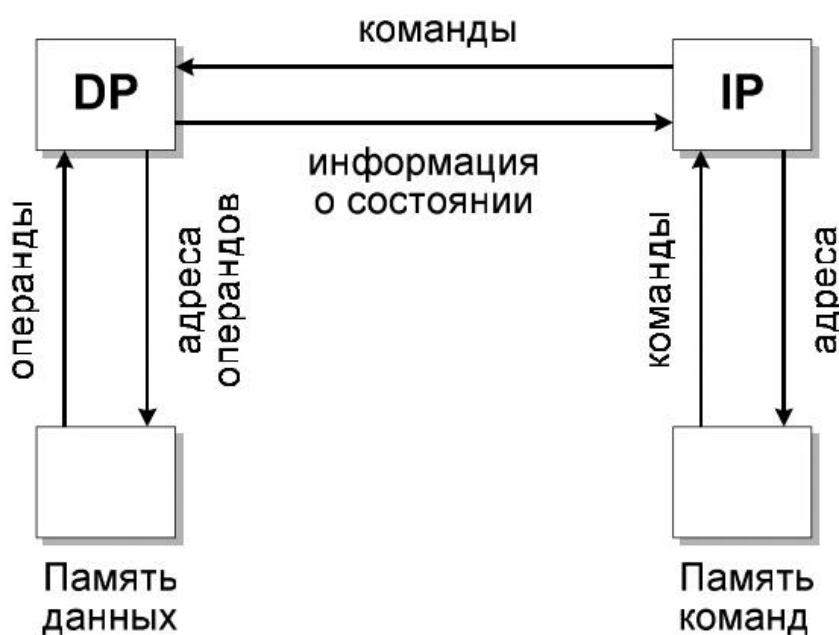 команды
DP
IP
информация
о состоянии
операнды
адреса
операндов
команды
адреса
Память
данных
Память
команд